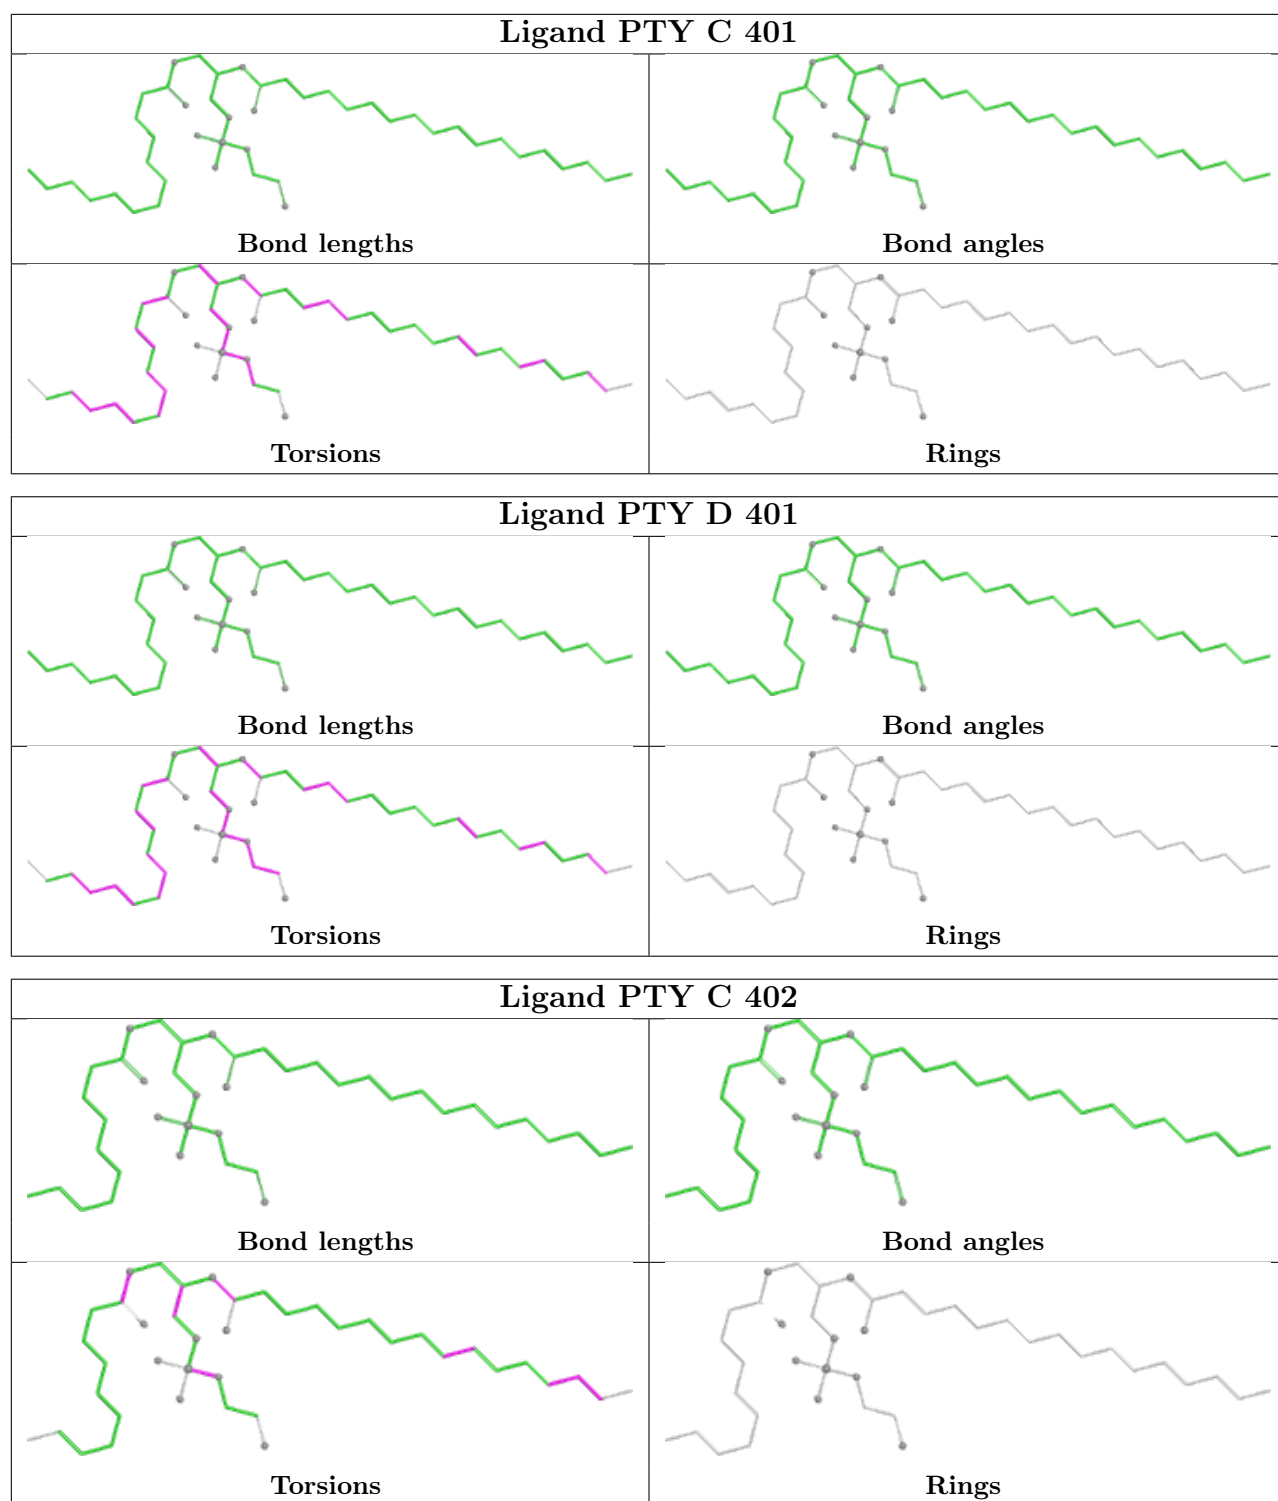 Ligand PTY C 401
Bond lengths
Bond angles
Torsions
Rings
Ligand PTY D 401
Bond lengths
Bond angles
Torsions
Rings
Ligand PTY C 402
Bond lengths
Bond angles
Torsions
Rings